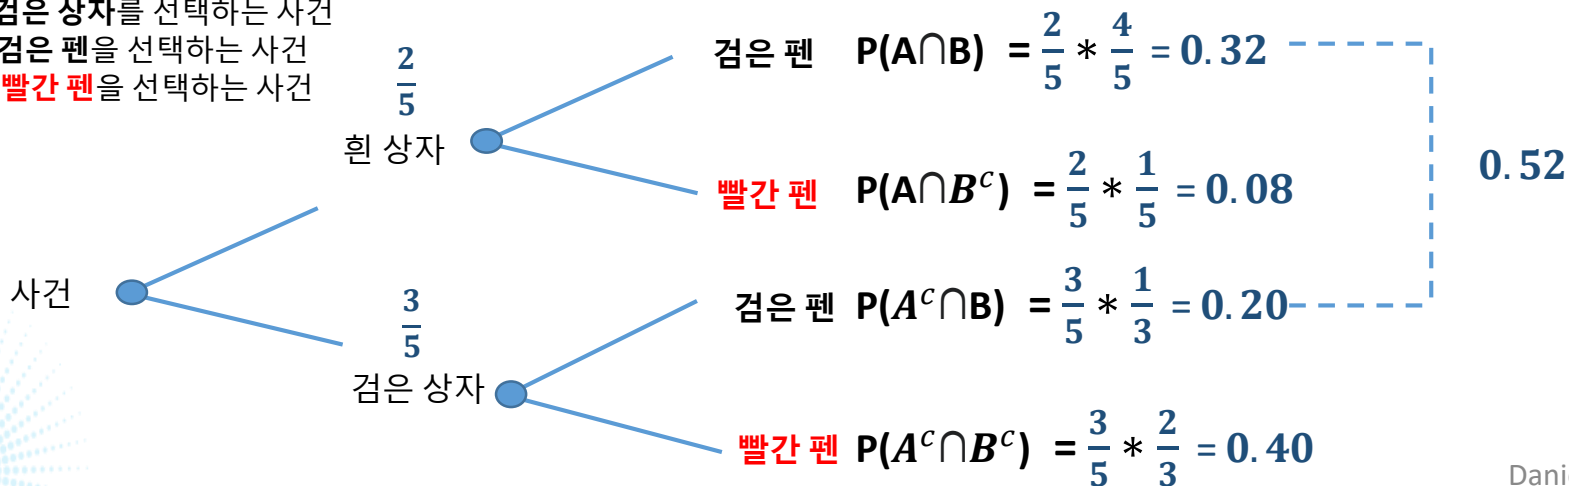 검은 상자를 선택하는 사건
검은 펜을 선택하는 사건
빨간 펜을 선택하는 사건
2/5
흰 상자
검은 펜 P(A∩B) = 2/5 * 4/5 = 0.32
빨간 펜 P(A∩Bᶜ) = 2/5 * 1/5 = 0.08
0.52
사건
3/5
검은 상자
검은 펜 P(Aᶜ∩B) = 3/5 * 1/3 = 0.20
빨간 펜 P(Aᶜ∩Bᶜ) = 3/5 * 2/3 = 0.40